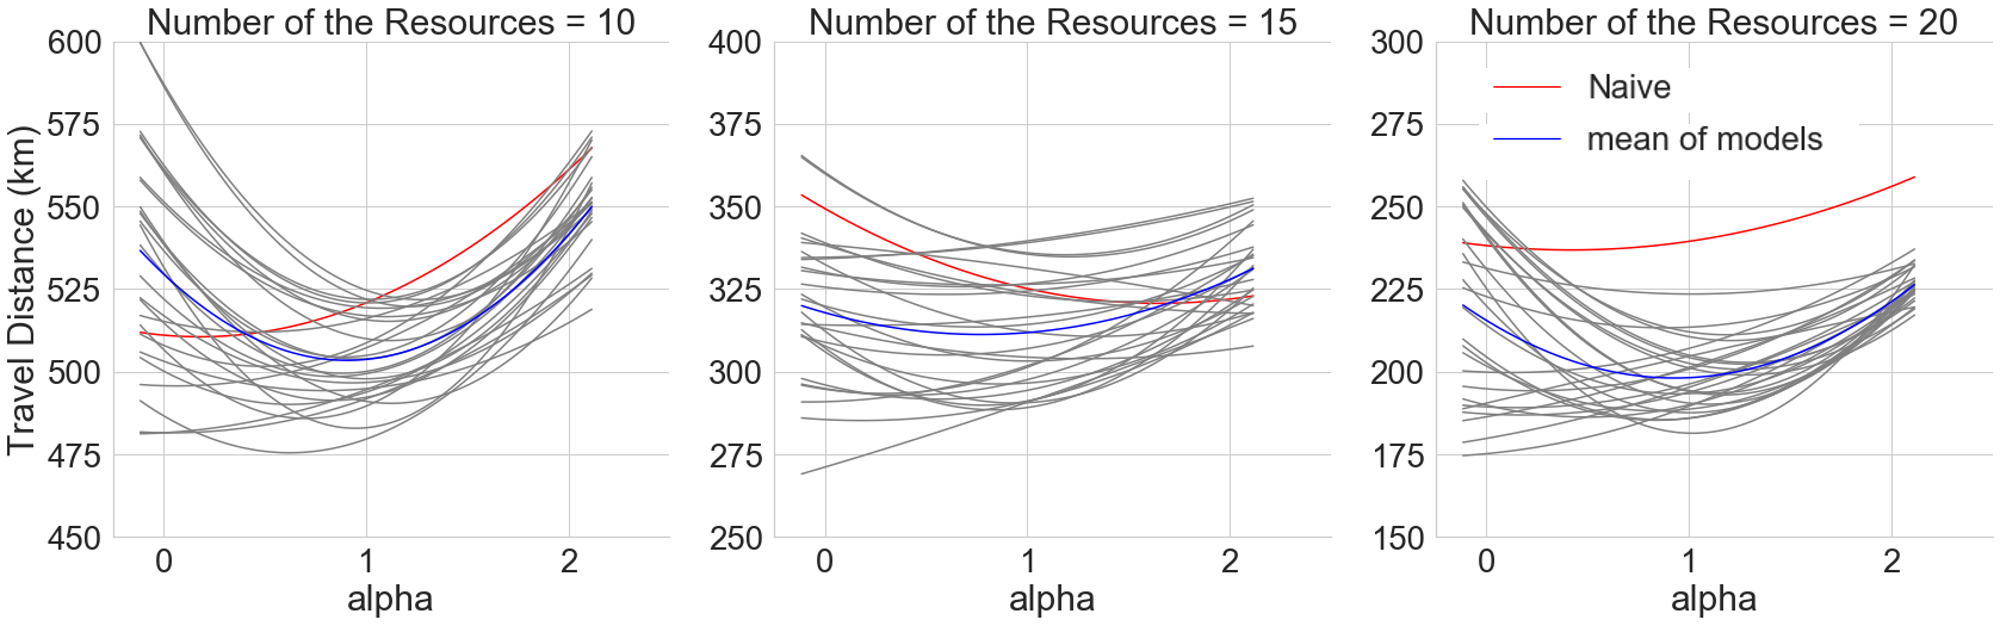 Number of the Resources = 10
600
575
550
525
500
475
450
Travel Distance (km)
0 1 2
alpha
Number of the Resources = 15
400
375
350
325
300
275
250
0 1 2
alpha
Number of the Resources = 20
300
275
250
225
200
175
150
Naive
mean of models
0 1 2
alpha